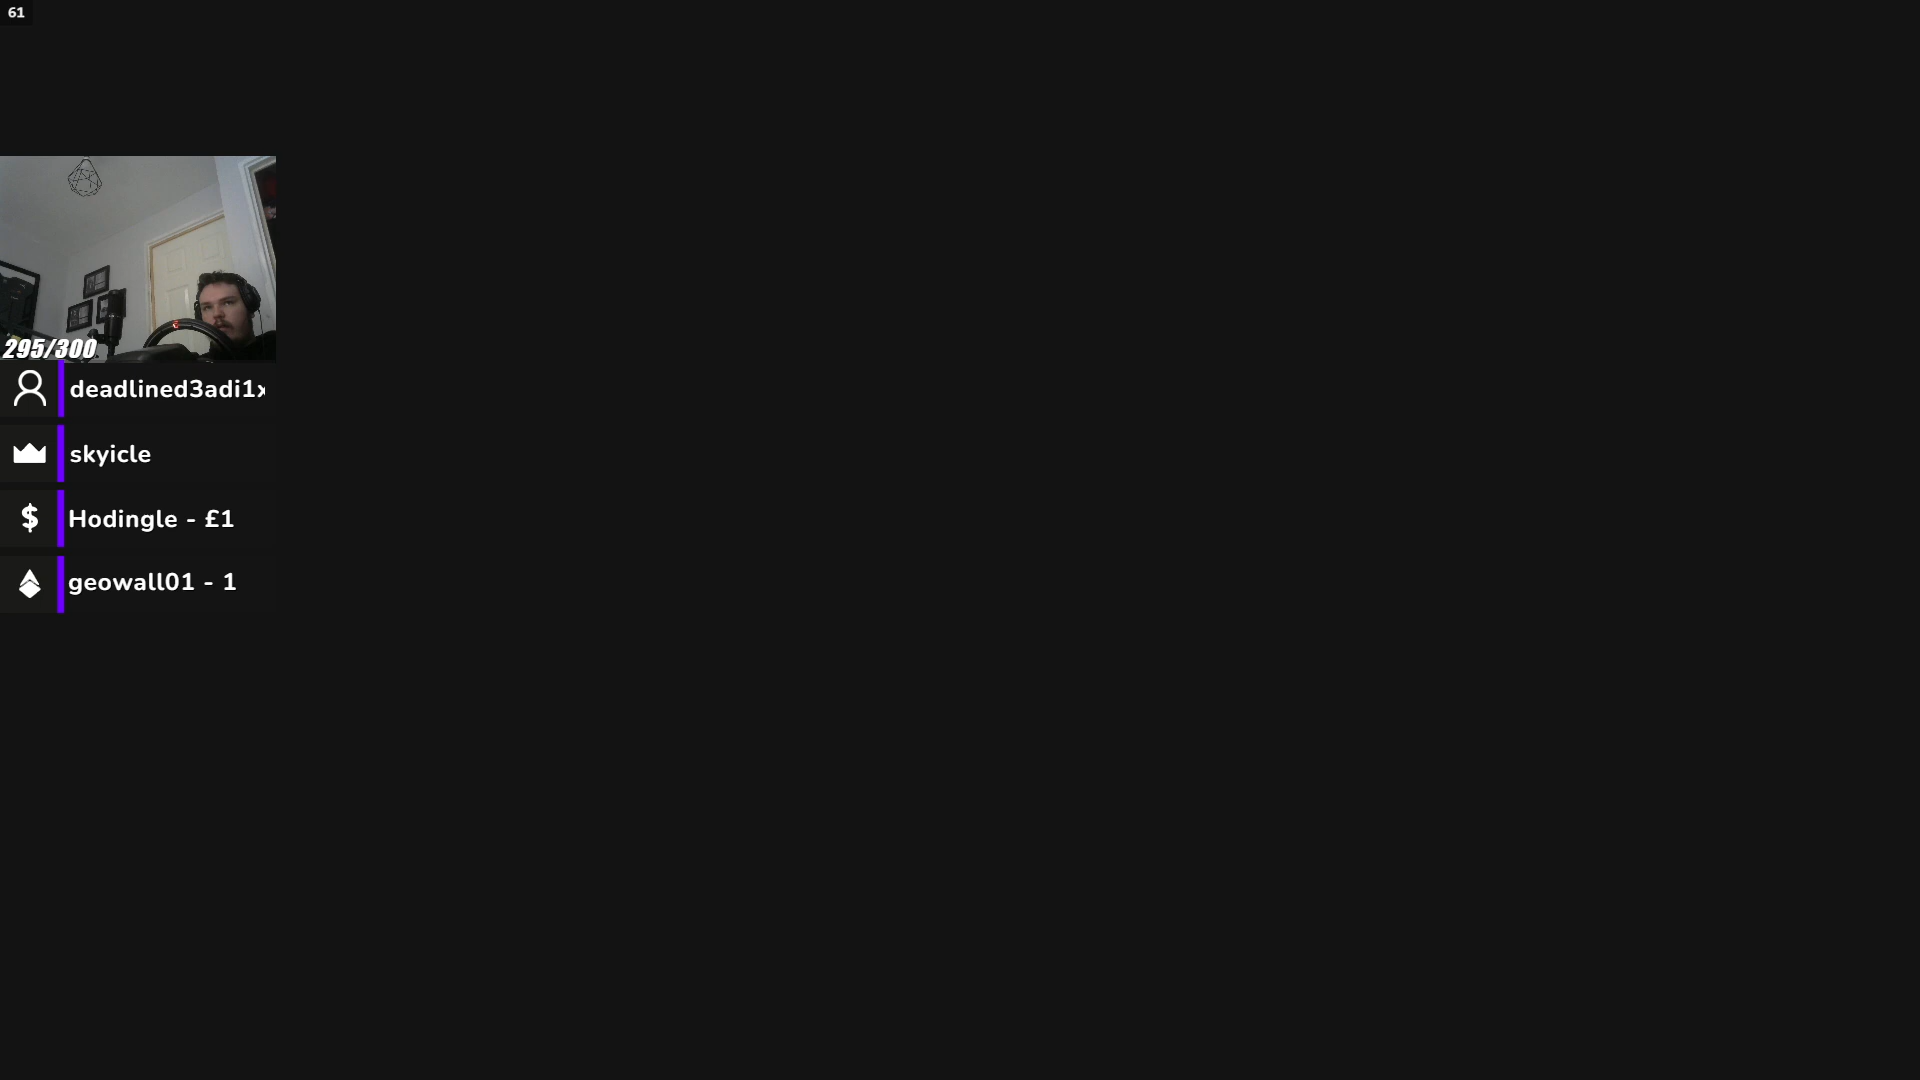 61
295/300
deadlined3adi1x
skyicle
Hodingle - £1
geowall01 - 1